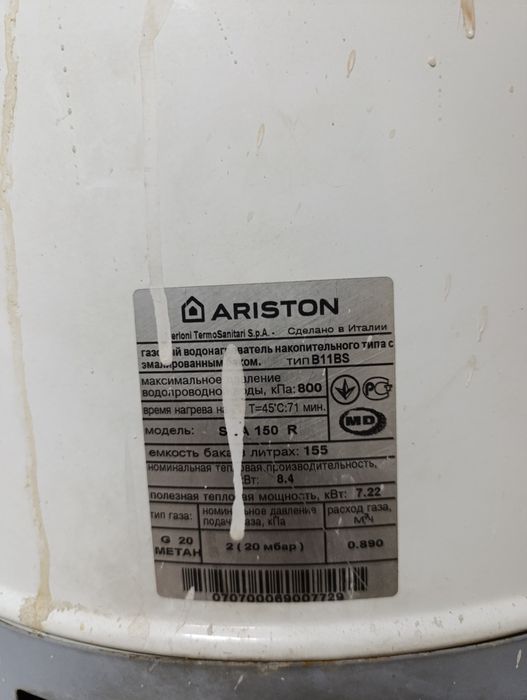 ARISTON
TermoSanitari S.p.A. - Сделано в Италии
газовый водонагреватель накопительного типа с
эмалированным баком. тип B11BS
максимальное давление
водопроводной воды, кПа: 800
время нагрева T=45°C:71 мин.
модель: 150 R
емкость бака в литрах: 155
номинальная тепловая производительность,
кВт: 8.4
полезная тепловая мощность, кВт: 7.22
тип газа: номинальное давление подачи газа, кПа расход газа, м³/ч
G 20 МЕТАН 2 ( 20 мбар ) 0.890
070700069007729
MD